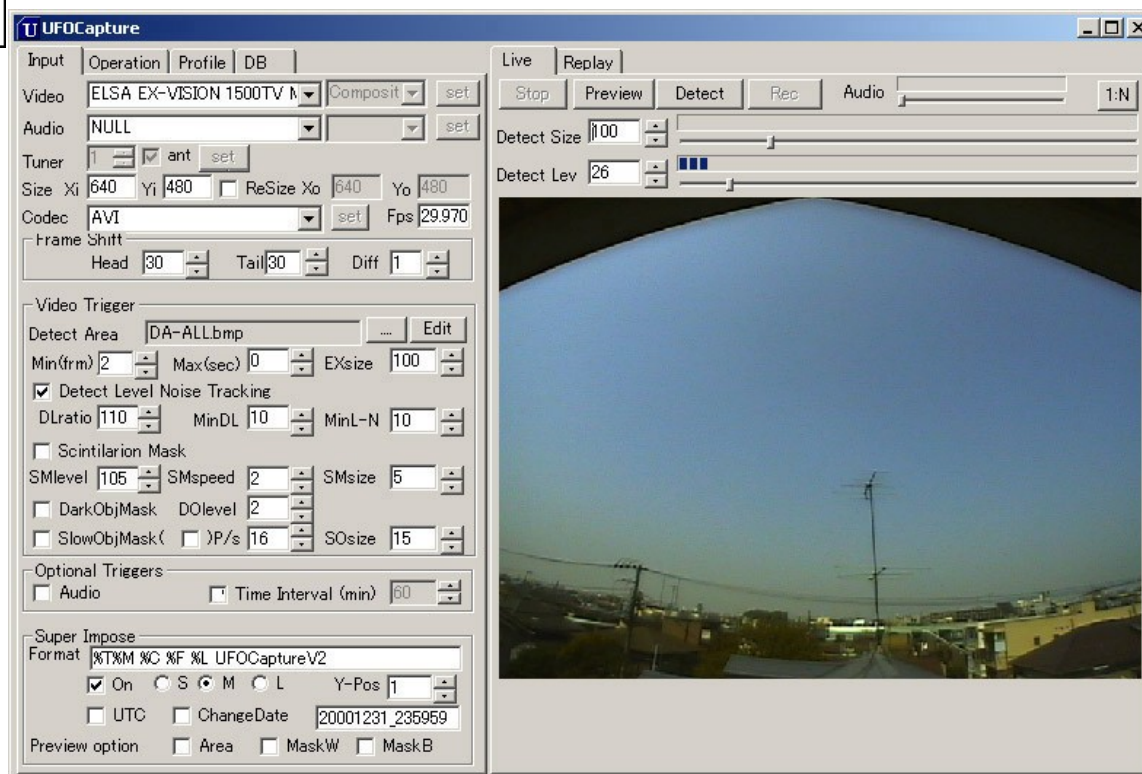 UFOCapture
Input Operation Profile DB
Video ELSA EX-VISION 1500TV Composit set
Audio NULL set
Tuner 1 ant set
Size Xi 640 Yi 480 ReSize Xo 640 Yo 480
Codec AVI set Fps 29.970
Frame Shift
Head 30 Tail 30 Diff 1
Video Trigger
Detect Area DA-ALL.bmp .... Edit
Min(frm) 2 Max(sec) 0 EXsize 100
Detect Level Noise Tracking
DLratio 110 MinDL 10 MinL-N 10
Scintilarion Mask
SMlevel 105 SMspeed 2 SMsize 5
DarkObjMask DOlevel 2
SlowObjMask( )P/s 16 SOsize 15
Optional Triggers
Audio Time Interval (min) 60
Super Impose
Format %T%M %C %F %L UFOCaptureV2
On S M L Y-Pos 1
UTC ChangeDate 20001231_235959
Preview option Area MaskW MaskB
Live Replay
Stop Preview Detect Rec Audio 1:N
Detect Size 100
Detect Lev 26